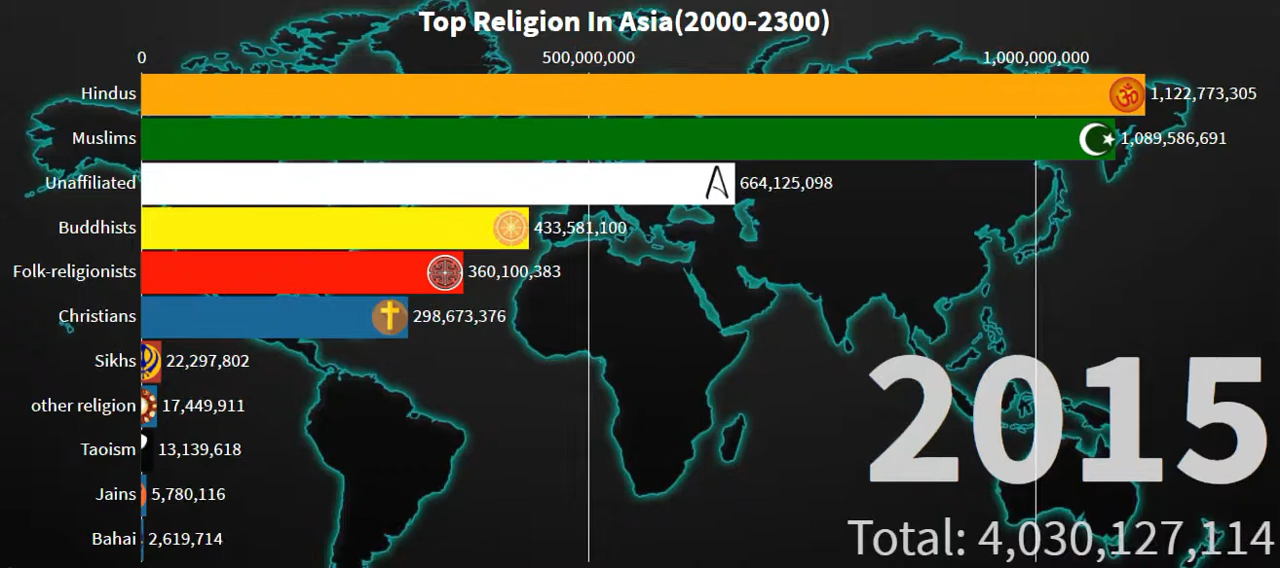 Top Religion In Asia(2000-2300)
0 500,000,000 1,000,000,000
Hindus 1,122,773,305
Muslims 1,089,586,691
Unaffiliated 664,125,098
Buddhists 433,581,100
Folk-religionists 360,100,383
Christians 298,673,376
Sikhs 22,297,802
other religion 17,449,911
Taoism 13,139,618
Jains 5,780,116
Bahai 2,619,714
2015
Total: 4,030,127,114